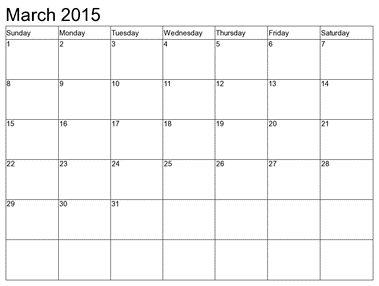 March 2015
Sunday Monday Tuesday Wednesday Thursday Friday Saturday
1 2 3 4 5 6 7
8 9 10 11 12 13 14
15 16 17 18 19 20 21
22 23 24 25 26 27 28
29 30 31